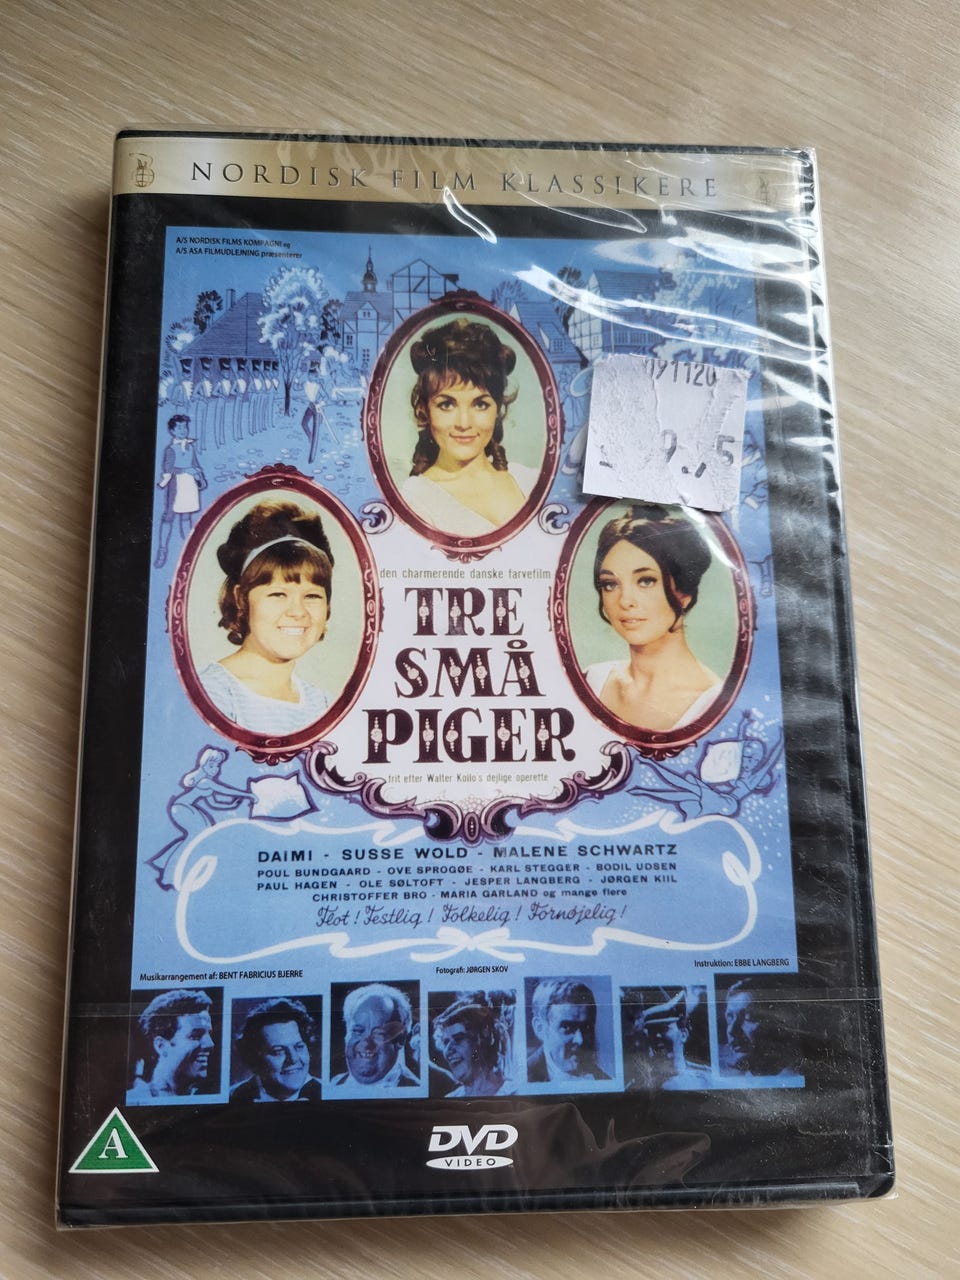 NORDISK FILM KLASSIKERE
A/S NORDISK FILMS KOMPAGNI og
A/S ASA FILMUDLEJNING præsenterer
091120
den charmerende danske farvefilm
TRE
SMÅ
PIGER
frit efter Walter Kollo's dejlige operette
DAIMI - SUSSE WOLD - MALENE SCHWARTZ
POUL BUNDGAARD - OVE SPROGØE - KARL STEGGER - BODIL UDSEN
PAUL HAGEN - OLE SØLTOFT - JESPER LANGBERG - JØRGEN KIIL
CHRISTOFFER BRO - MARIA GARLAND og mange flere
Flot! Festlig! Folkelig! Fornøjelig!
Musikarrangement af: BENT FABRICIUS BJERRE
Fotografi: JØRGEN SKOV
Instruktion: EBBE LANGBERG
A
DVD
VIDEO